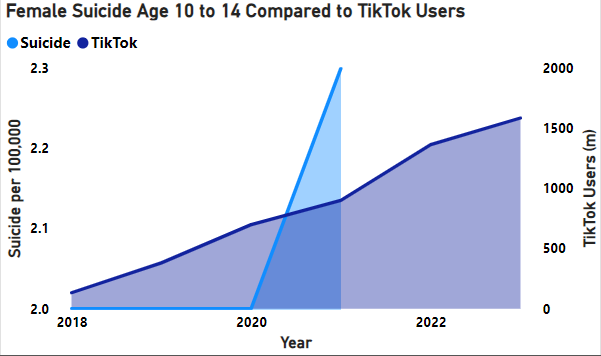 Female Suicide Age 10 to 14 Compared to TikTok Users
Suicide TikTok
2.3
2.2
2.1
2.0
Suicide per 100,000
2000
1500
1000
500
0
TikTok Users (m)
2018 2020 2022
Year